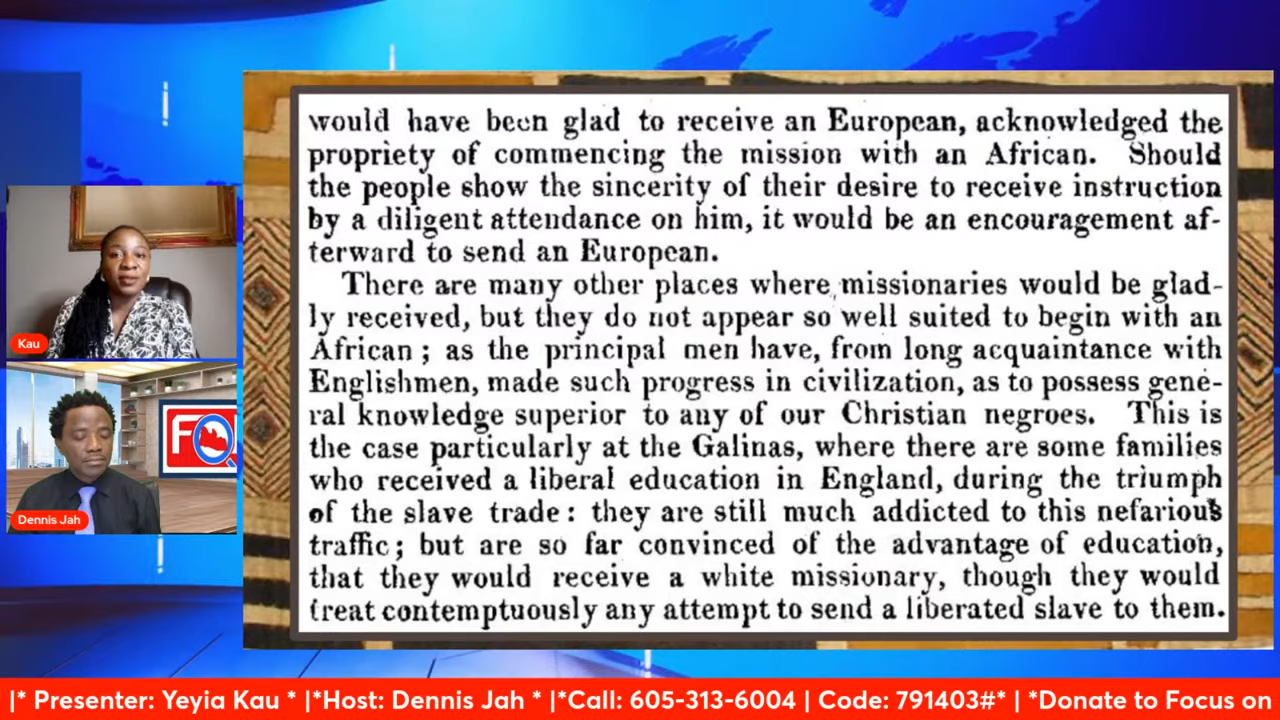 would have been glad to receive an European, acknowledged the
propriety of commencing the mission with an African. Should
the people show the sincerity of their desire to receive instruction
by a diligent attendance on him, it would be an encouragement af-
terward to send an European.
There are many other places where missionaries would be glad-
ly received, but they do not appear so well suited to begin with an
African; as the principal men have, from long acquaintance with
Englishmen, made such progress in civilization, as to possess gene-
ral knowledge superior to any of our Christian negroes. This is
the case particularly at the Galinas, where there are some families
who received a liberal education in England, during the triumph
of the slave trade: they are still much addicted to this nefarious
traffic; but are so far convinced of the advantage of education,
that they would receive a white missionary, though they would
treat contemptuously any attempt to send a liberated slave to them.
Kau
Dennis Jah
|* Presenter: Yeyia Kau * |*Host: Dennis Jah * |*Call: 605-313-6004 | Code: 791403#* | *Donate to Focus on